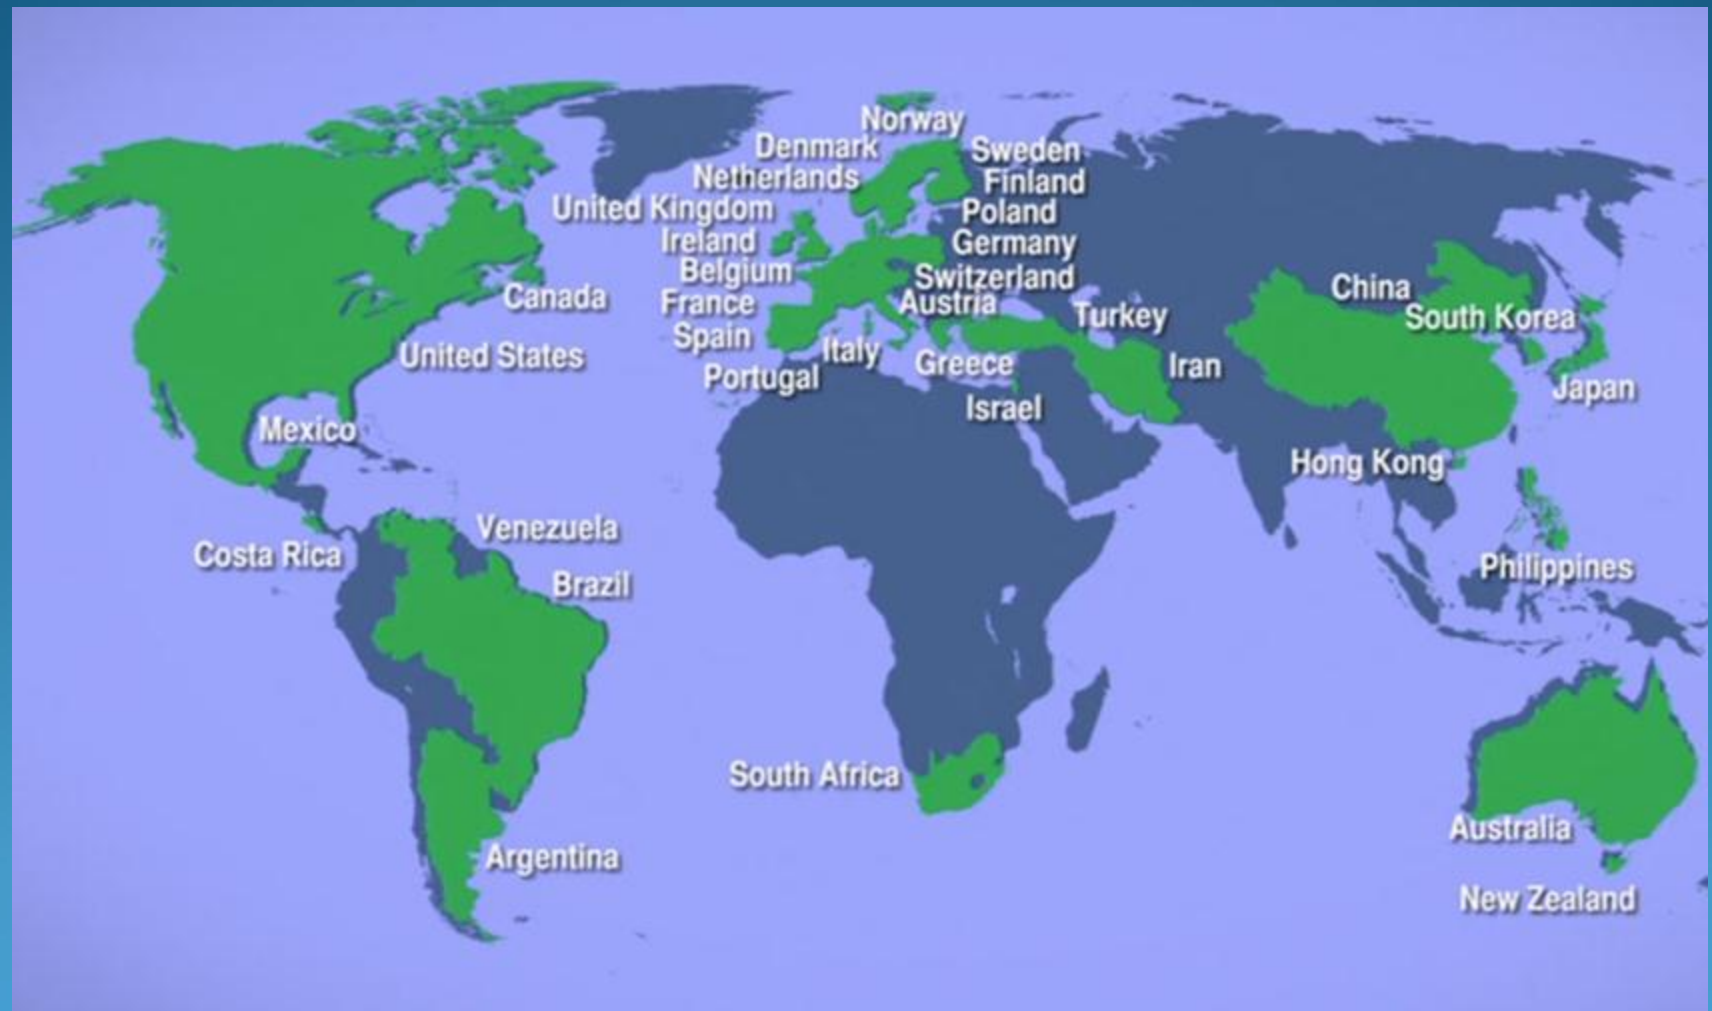 Norway
Denmark
Sweden
Netherlands
Finland
United Kingdom
Poland
Ireland
Germany
Belgium
Switzerland
Canada
France
Austria
China
Turkey
South Korea
Spain
United States
Italy
Greece
Iran
Portugal
Japan
Israel
Mexico
Hong Kong
Venezuela
Costa Rica
Philippines
Brazil
South Africa
Australia
Argentina
New Zealand